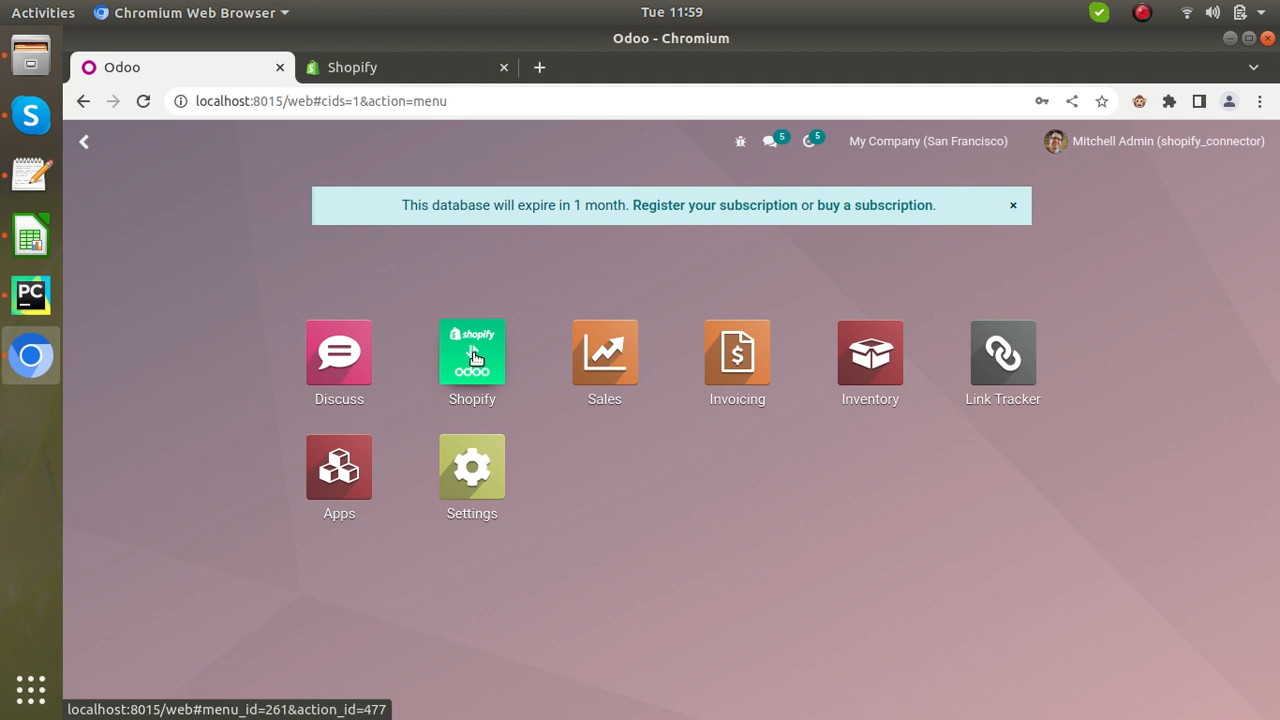 Activities Chromium Web Browser Tue 11:59
Odoo - Chromium
Odoo Shopify
localhost:8015/web#cids=1&action=menu
5 5 My Company (San Francisco) Mitchell Admin (shopify_connector)
This database will expire in 1 month. Register your subscription or buy a subscription.
shopify
odoo
Discuss Shopify Sales Invoicing Inventory Link Tracker
Apps Settings
S
PC
localhost:8015/web#menu_id=261&action_id=477